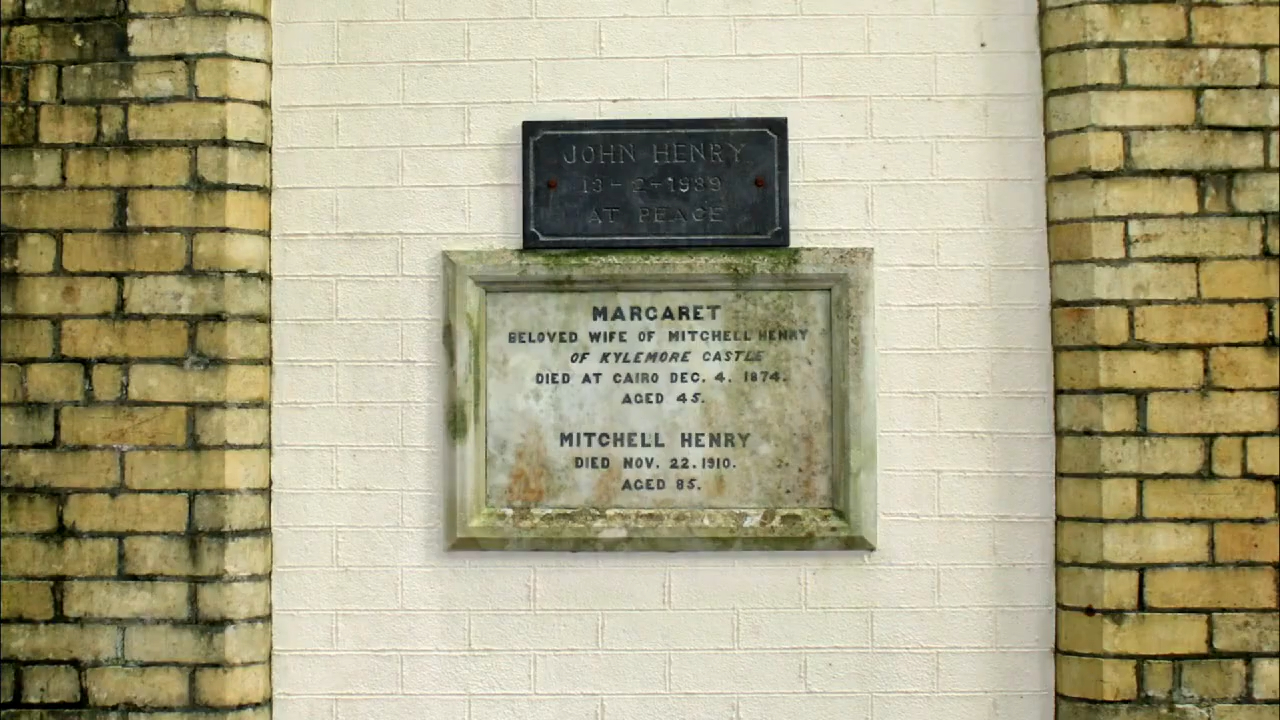 JOHN HENRY
13-2-1989
AT PEACE
MARGARET
BELOVED WIFE OF MITCHELL HENRY
OF KYLEMORE CASTLE
DIED AT CAIRO DEC. 4. 1874.
AGED 45.
MITCHELL HENRY
DIED NOV. 22. 1910.
AGED 85.